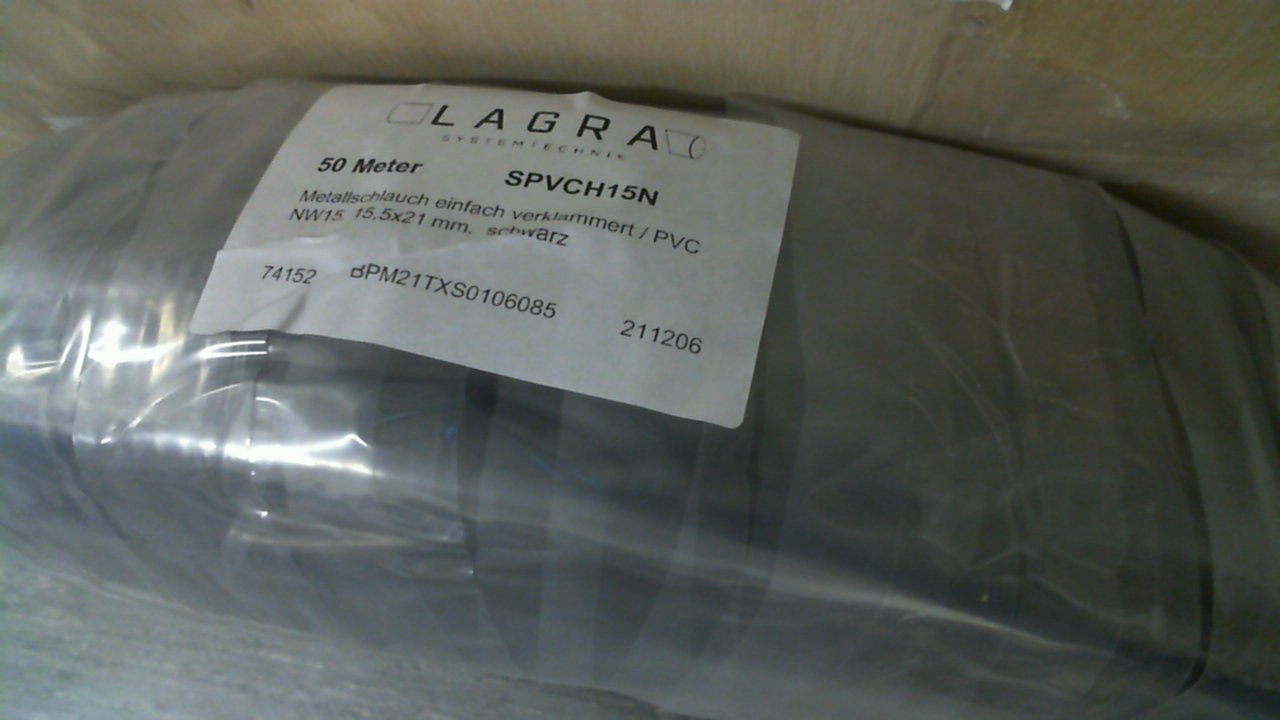 LAGRA
SYSTEMTECHNIK
50 Meter SPVCH15N
Metallschlauch einfach verklammert / PVC
NW15, 15,5x21 mm, schwarz
74152 BPM21TXS0106085 211206